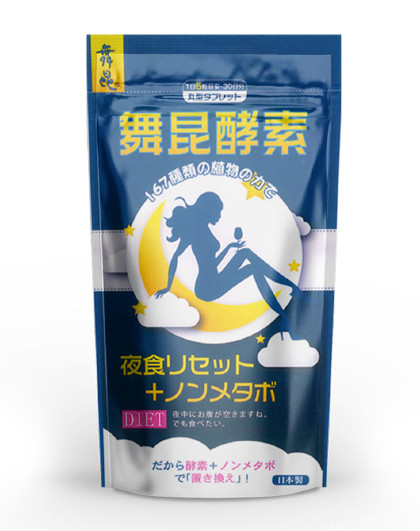 舞昆
1日5粒目安・30日分
丸型タブレット
舞昆酵素
167種類の植物の力で
夜食リセット
+ノンメタボ
DIET
夜中にお腹が空きますね。
でも食べたい。
だから酵素+ノンメタボ
で「置き換え」!
日本製